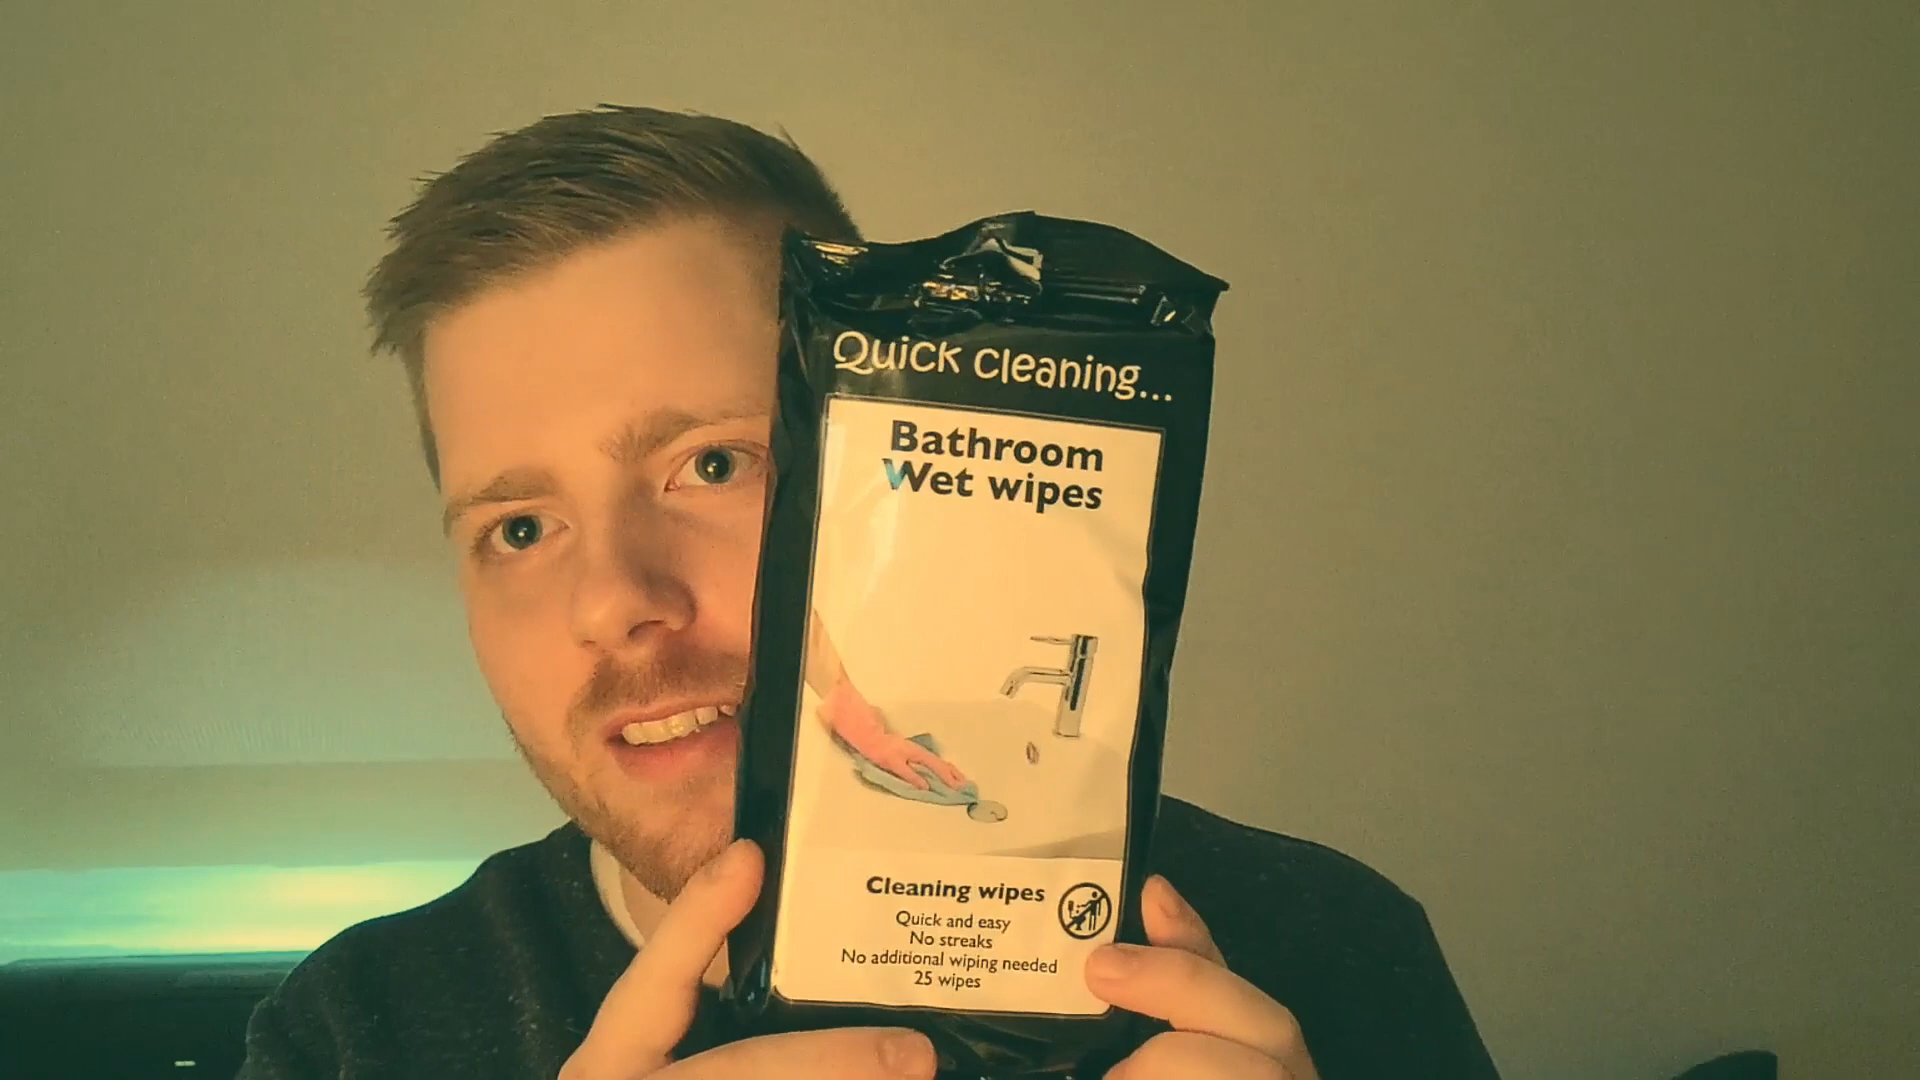 Quick cleaning...
Bathroom
Wet wipes
Cleaning wipes
Quick and easy
No streaks
No additional wiping needed
25 wipes